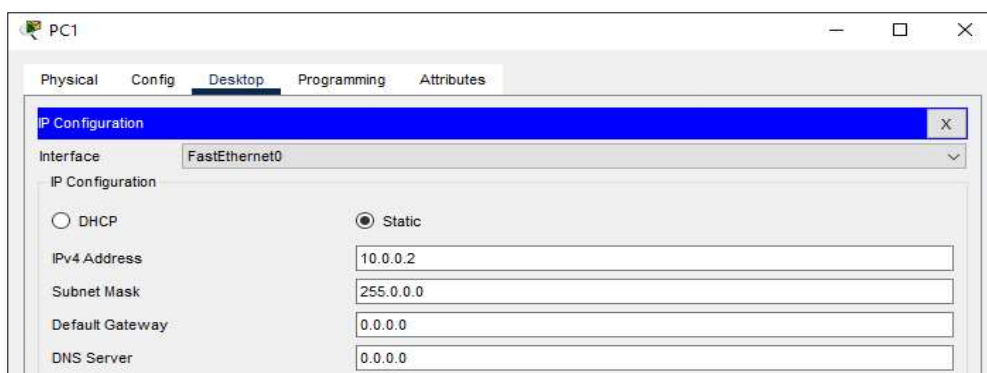 PC1
Physical Config Desktop Programming Attributes
IP Configuration X
Interface FastEthernet0
IP Configuration
DHCP Static
IPv4 Address 10.0.0.2
Subnet Mask 255.0.0.0
Default Gateway 0.0.0.0
DNS Server 0.0.0.0